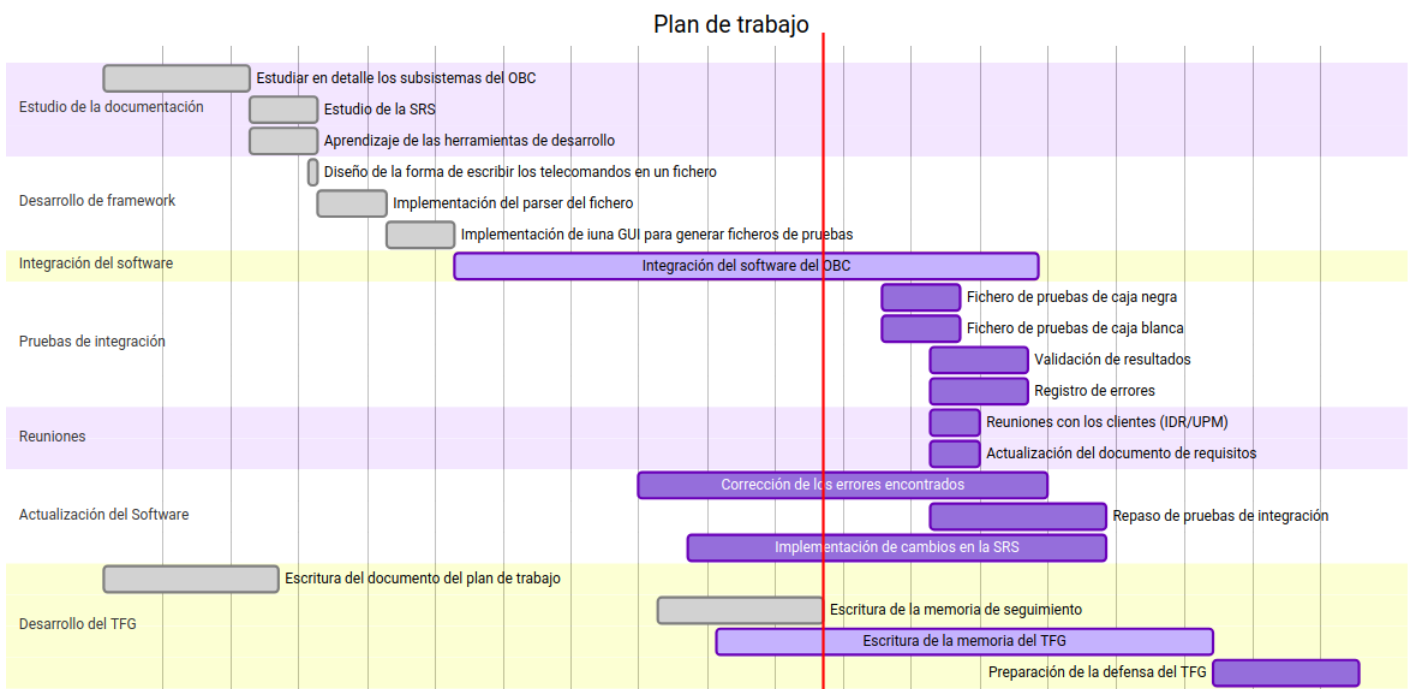 Plan de trabajo
Estudio de la documentación
Estudiar en detalle los subsistemas del OBC
Estudio de la SRS
Aprendizaje de las herramientas de desarrollo
Desarrollo de framework
Diseño de la forma de escribir los telecomandos en un fichero
Implementación del parser del fichero
Implementación de iuna GUI para generar ficheros de pruebas
Integración del software
Integración del software del OBC
Pruebas de integración
Fichero de pruebas de caja negra
Fichero de pruebas de caja blanca
Validación de resultados
Registro de errores
Reuniones
Reuniones con los clientes (IDR/UPM)
Actualización del documento de requisitos
Actualización del Software
Corrección de los errores encontrados
Repaso de pruebas de integración
Implementación de cambios en la SRS
Desarrollo del TFG
Escritura del documento del plan de trabajo
Escritura de la memoria de seguimiento
Escritura de la memoria del TFG
Preparación de la defensa del TFG